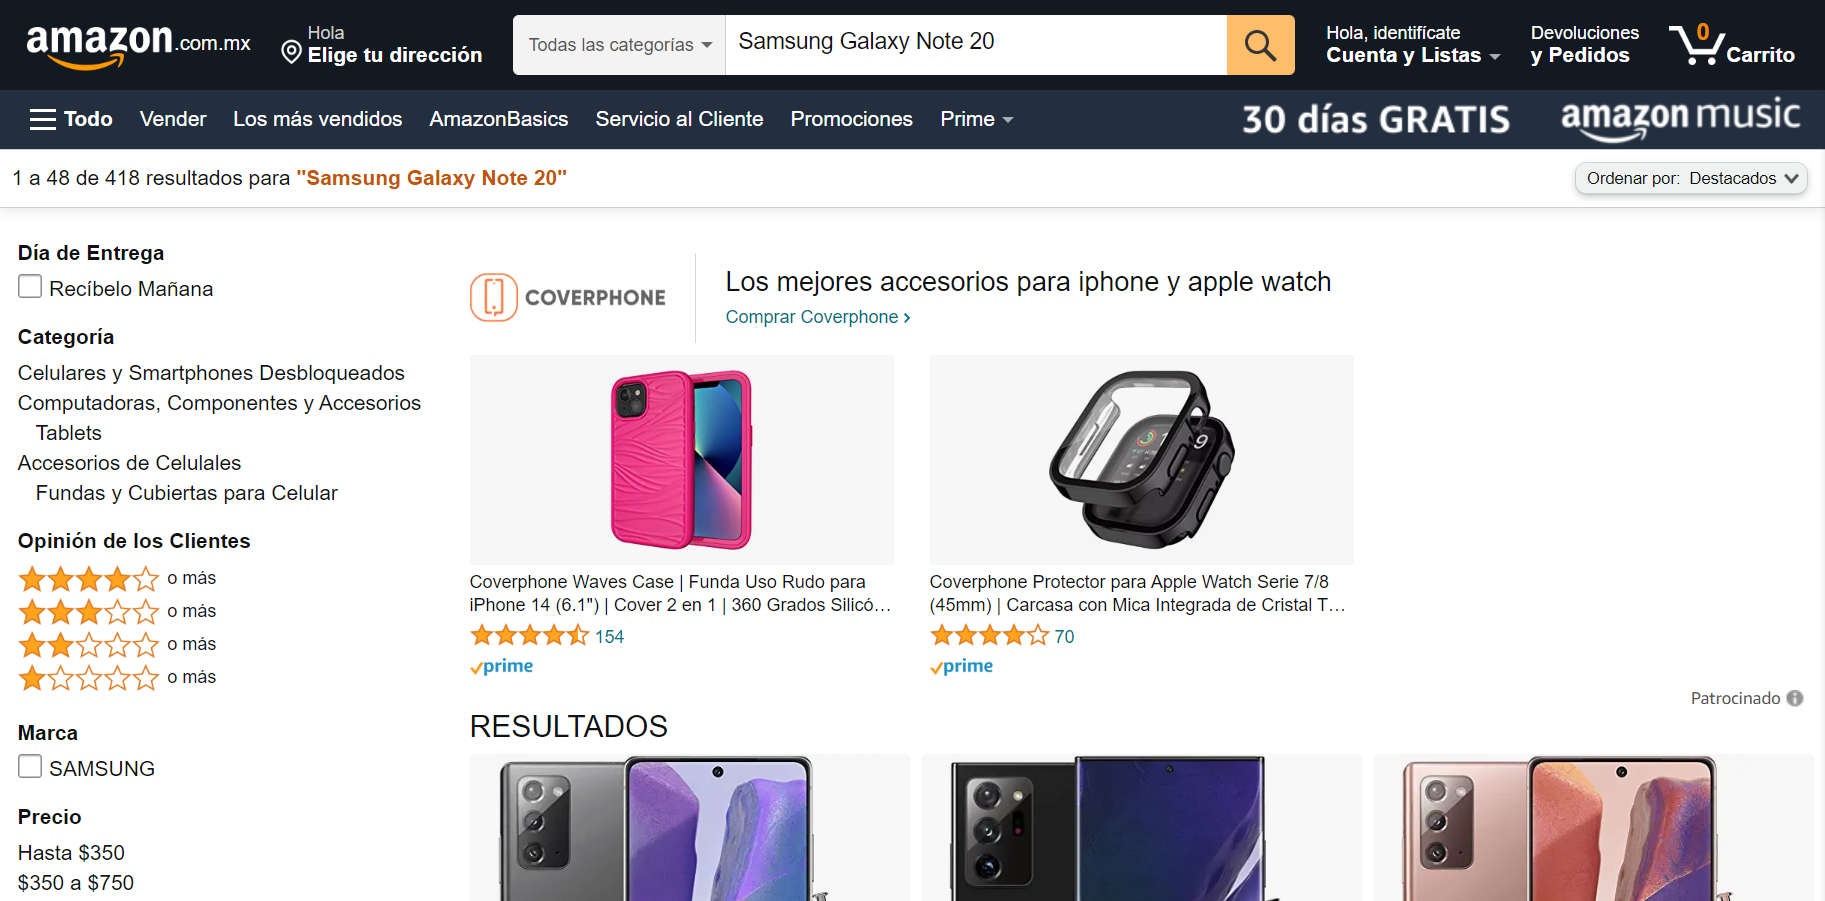 amazon.com.mx
Hola
Elige tu dirección
Todas las categorías
Samsung Galaxy Note 20
Hola, identifícate
Cuenta y Listas
Devoluciones
y Pedidos
0
Carrito
Todo
Vender
Los más vendidos
AmazonBasics
Servicio al Cliente
Promociones
Prime
30 días GRATIS
amazon music
1 a 48 de 418 resultados para "Samsung Galaxy Note 20"
Ordenar por: Destacados
Día de Entrega
Recíbelo Mañana
Categoría
Celulares y Smartphones Desbloqueados
Computadoras, Componentes y Accesorios
Tablets
Accesorios de Celulales
Fundas y Cubiertas para Celular
Opinión de los Clientes
o más
o más
o más
o más
Marca
SAMSUNG
Precio
Hasta $350
$350 a $750
COVERPHONE
Los mejores accesorios para iphone y apple watch
Comprar Coverphone
Coverphone Waves Case | Funda Uso Rudo para
iPhone 14 (6.1") | Cover 2 en 1 | 360 Grados Silicó…
154
prime
Coverphone Protector para Apple Watch Serie 7/8
(45mm) | Carcasa con Mica Integrada de Cristal T…
70
prime
Patrocinado
RESULTADOS